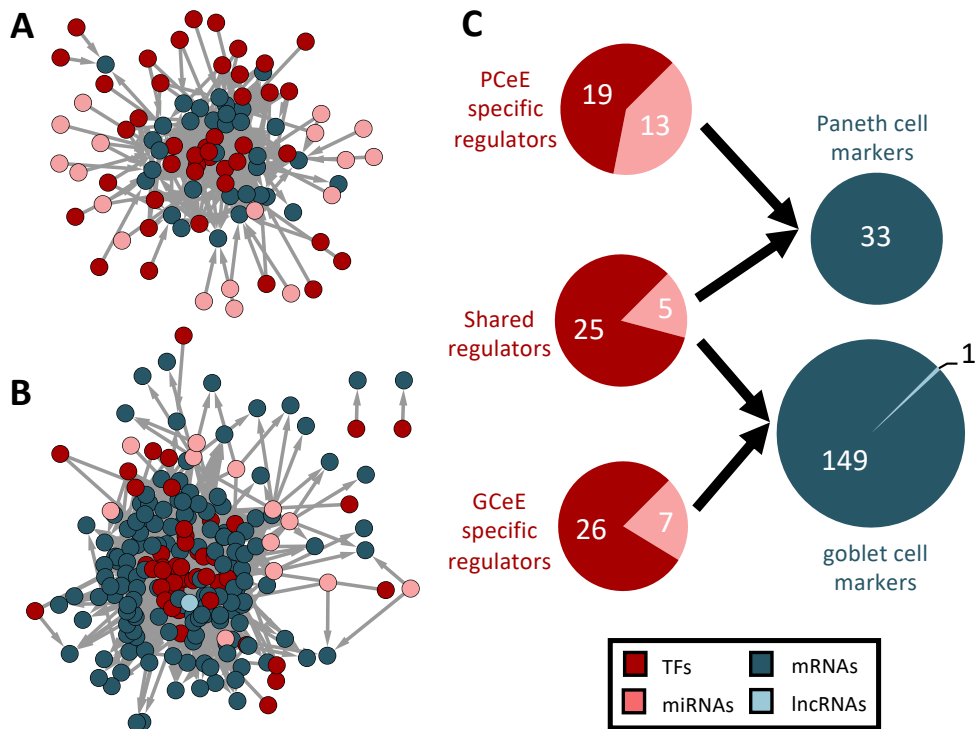 A
B
C
PCeE
specific
regulators
19
13
Paneth cell
markers
33
Shared
regulators
25
5
1
149
GCeE
specific
regulators
26
7
goblet cell
markers
TFs
mRNAs
miRNAs
lncRNAs